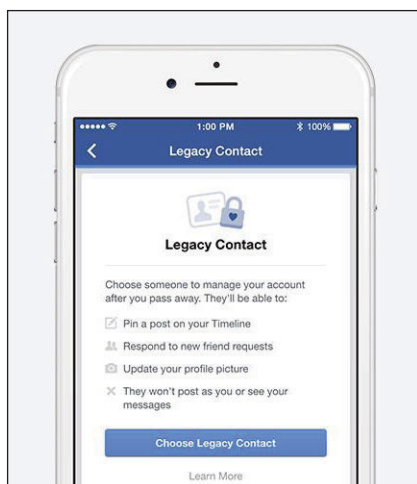 1:00 PM 100%
Legacy Contact
Legacy Contact
Choose someone to manage your account
after you pass away. They'll be able to:
Pin a post on your Timeline
Respond to new friend requests
Update your profile picture
They won't post as you or see your
messages
Choose Legacy Contact
Learn More